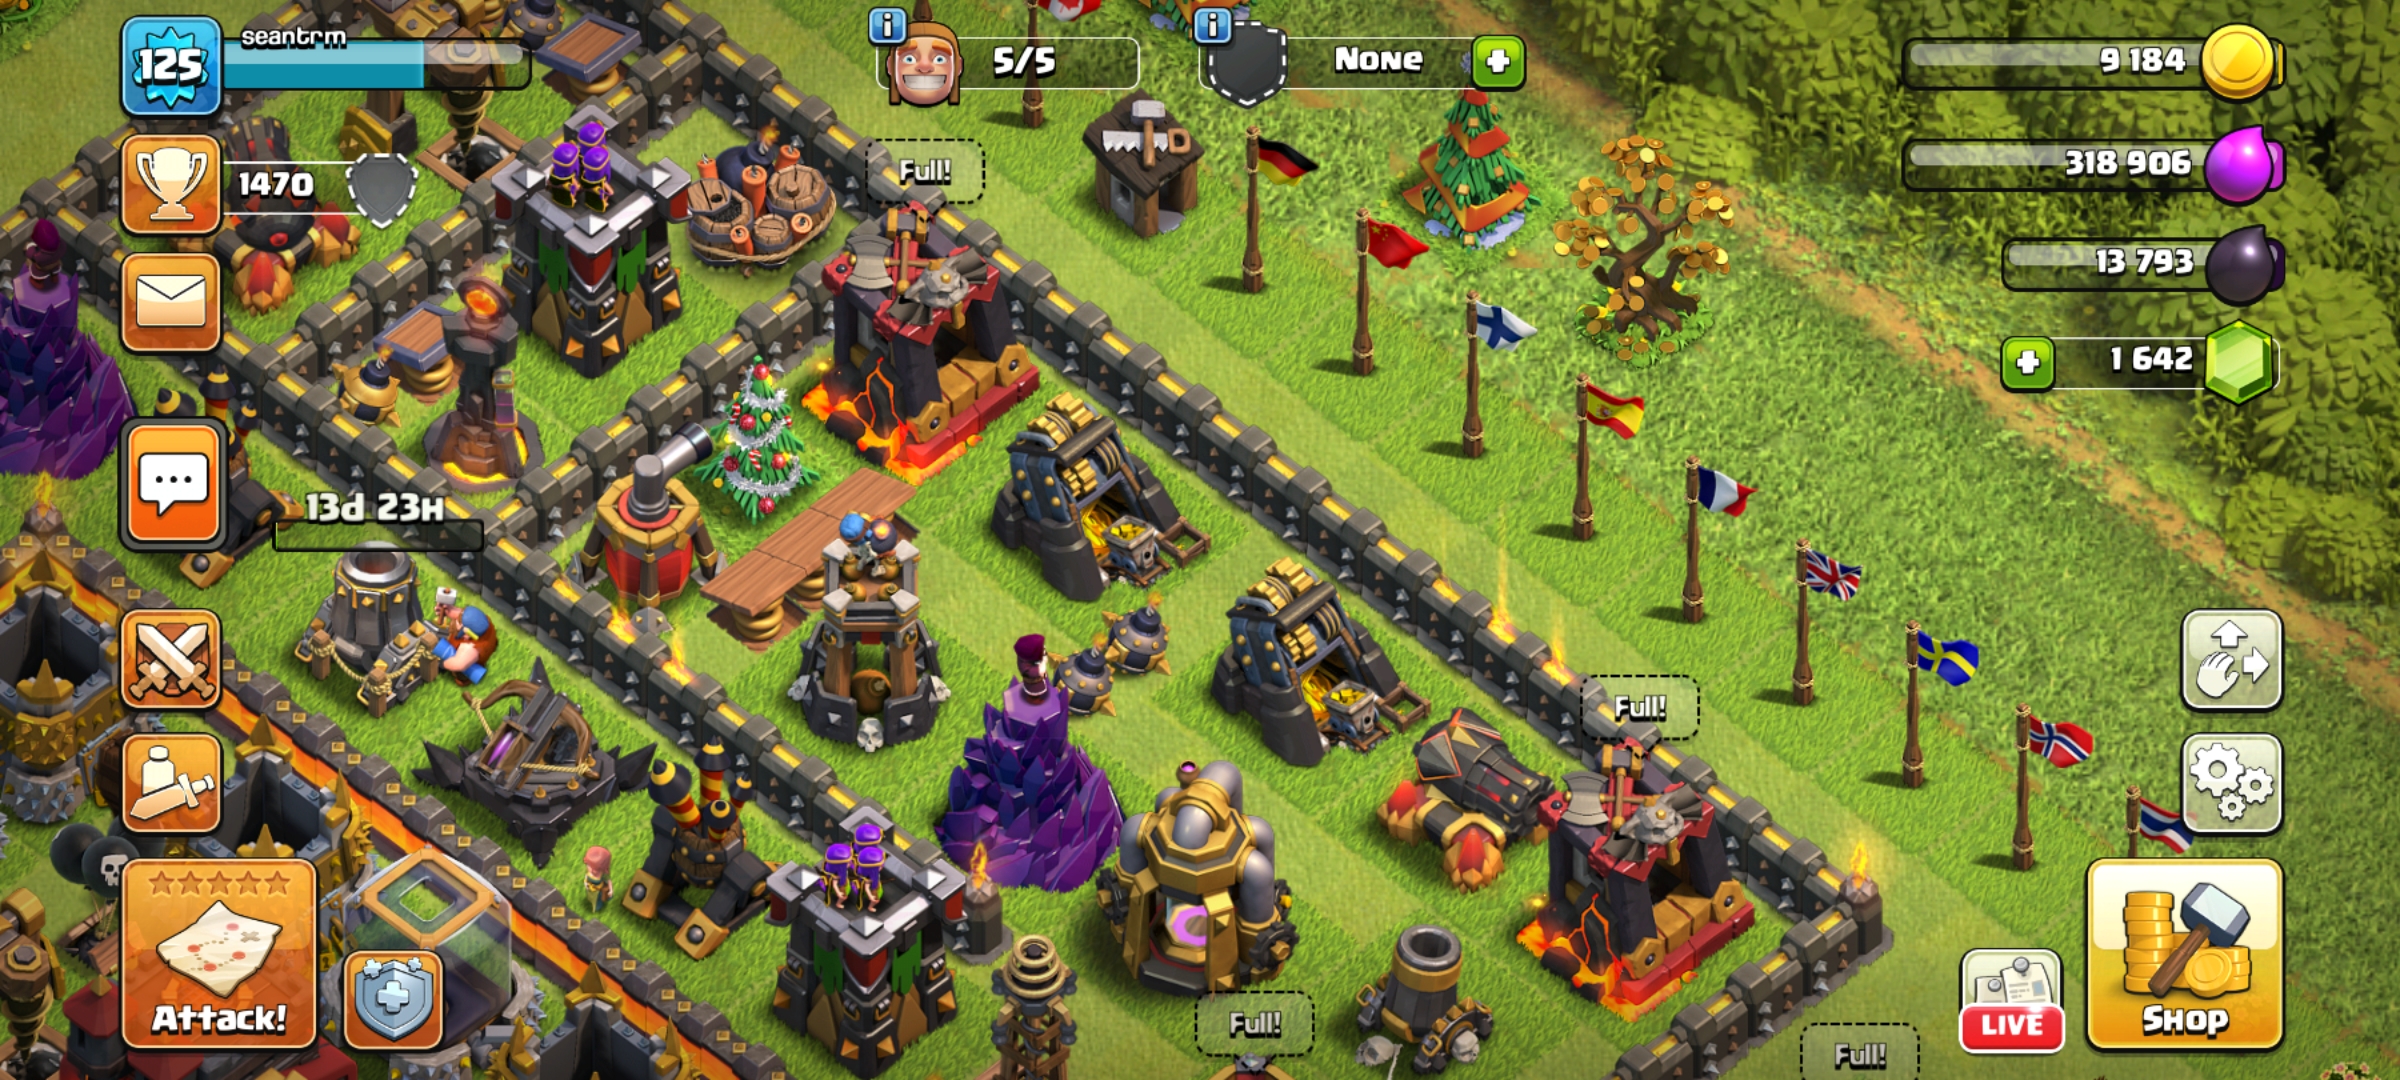 125
seantrm
5/5
None
9 184
1470
Full!
318 906
13 793
1 642
13d 23H
Full!
Attack!
Full!
LIVE
Shop
Full!